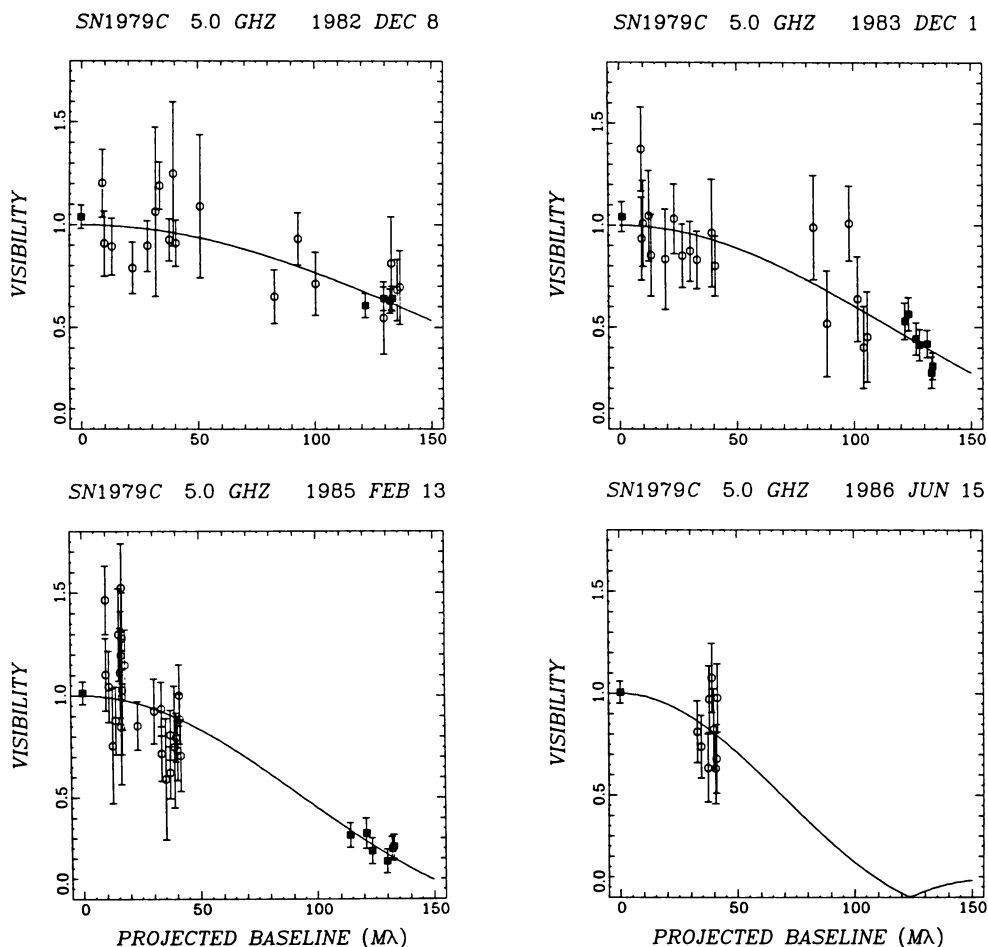 SN1979C 5.0 GHZ 1982 DEC 8
SN1979C 5.0 GHZ 1983 DEC 1
VISIBILITY
1.5
1.0
0.5
0.0
0 50 100 150
VISIBILITY
1.5
1.0
0.5
0.0
0 50 100 150
SN1979C 5.0 GHZ 1985 FEB 13
SN1979C 5.0 GHZ 1986 JUN 15
VISIBILITY
1.5
1.0
0.5
0.0
0 50 100 150
PROJECTED BASELINE (Mλ)
VISIBILITY
1.5
1.0
0.5
0.0
0 50 100 150
PROJECTED BASELINE (Mλ)